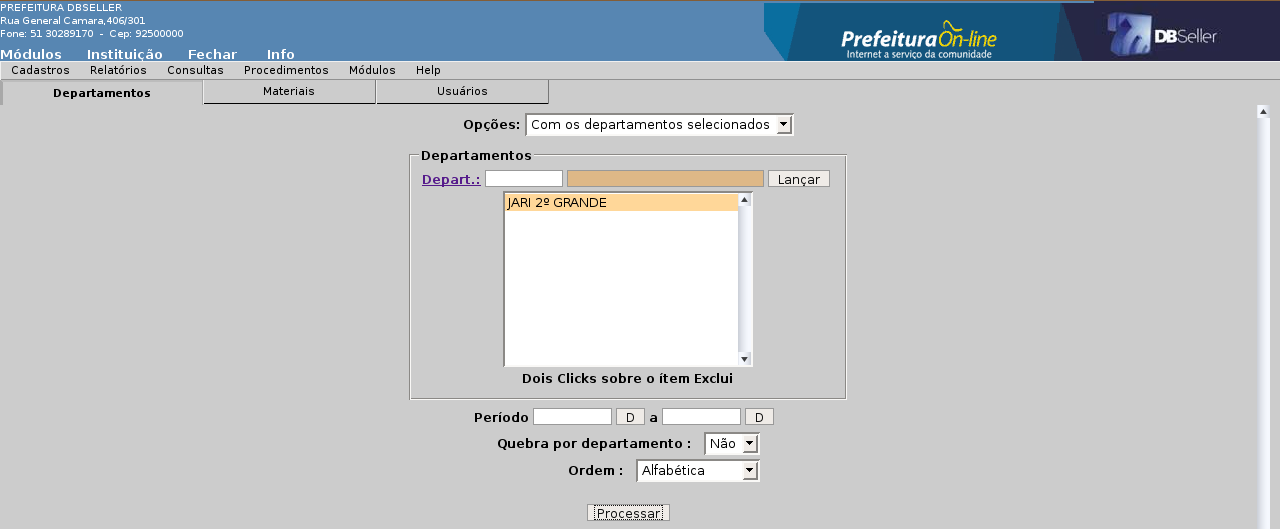 PREFEITURA DBSELLER
Rua General Camara,406/301
Fone: 51 30289170 - Cep: 92500000
Módulos Instituição Fechar Info
Prefeitura On-line
Internet a serviço da comunidade
DBSeller
Cadastros Relatórios Consultas Procedimentos Módulos Help
Departamentos Materiais Usuários
Opções: Com os departamentos selecionados
Departamentos
Depart.: Lançar
JARI 2º GRANDE
Dois Clicks sobre o ítem Exclui
Período D a D
Quebra por departamento : Não
Ordem : Alfabética
Processar